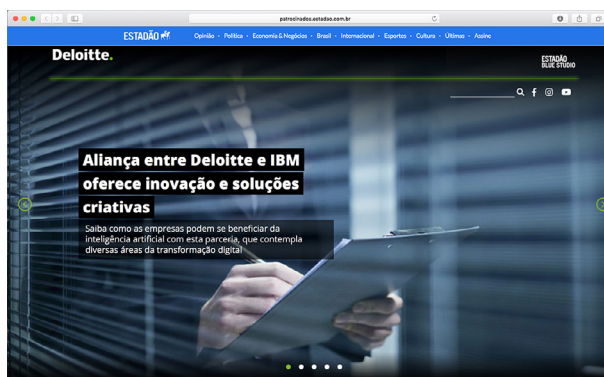 patrocinados.estadao.com.br
ESTADÃO
Opinião · Política · Economia & Negócios · Brasil · Internacional · Esportes · Cultura · Últimas · Assine
Deloitte.
ESTADÃO
BLUE STUDIO
Aliança entre Deloitte e IBM
oferece inovação e soluções
criativas
Saiba como as empresas podem se beneficiar da
inteligência artificial com esta parceria, que contempla
diversas áreas da transformação digital